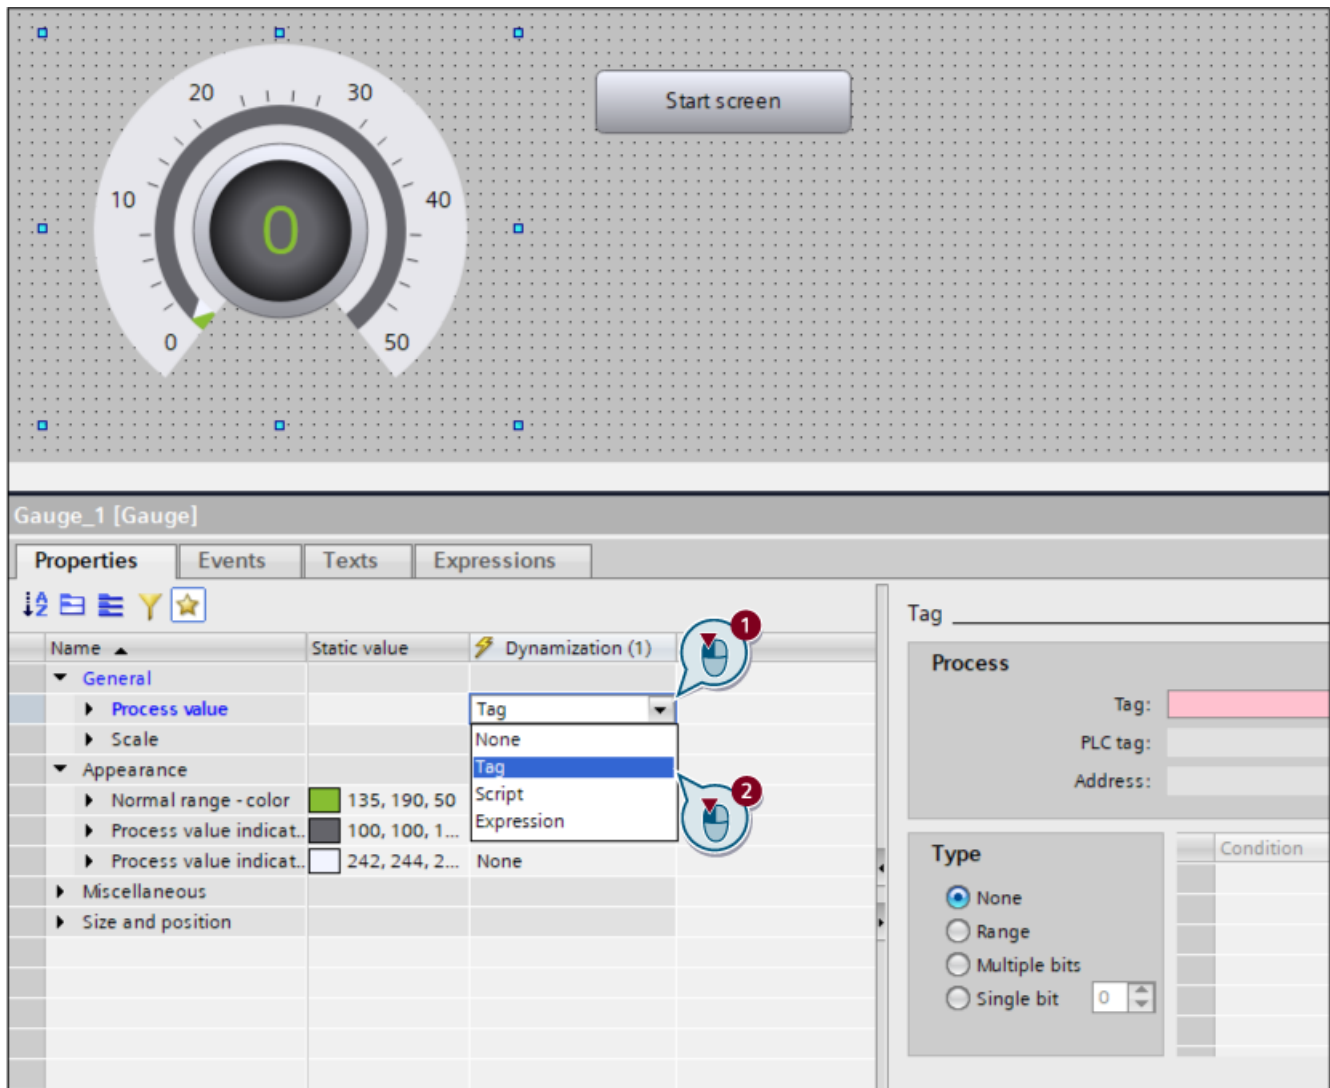 20
30
Start screen
10
40
0
0
50
Gauge_1 [Gauge]
Properties Events Texts Expressions
Name Static value Dynamization (1)
1
Tag
General
Process
Process value
Tag
Tag:
Scale
None
PLC tag:
Appearance
Tag
Address:
Normal range - color 135, 190, 50 Script
2
Process value indicat.. 100, 100, 1... Expression
Process value indicat.. 242, 244, 2... None
Type
Condition
Miscellaneous
None
Size and position
Range
Multiple bits
Single bit 0